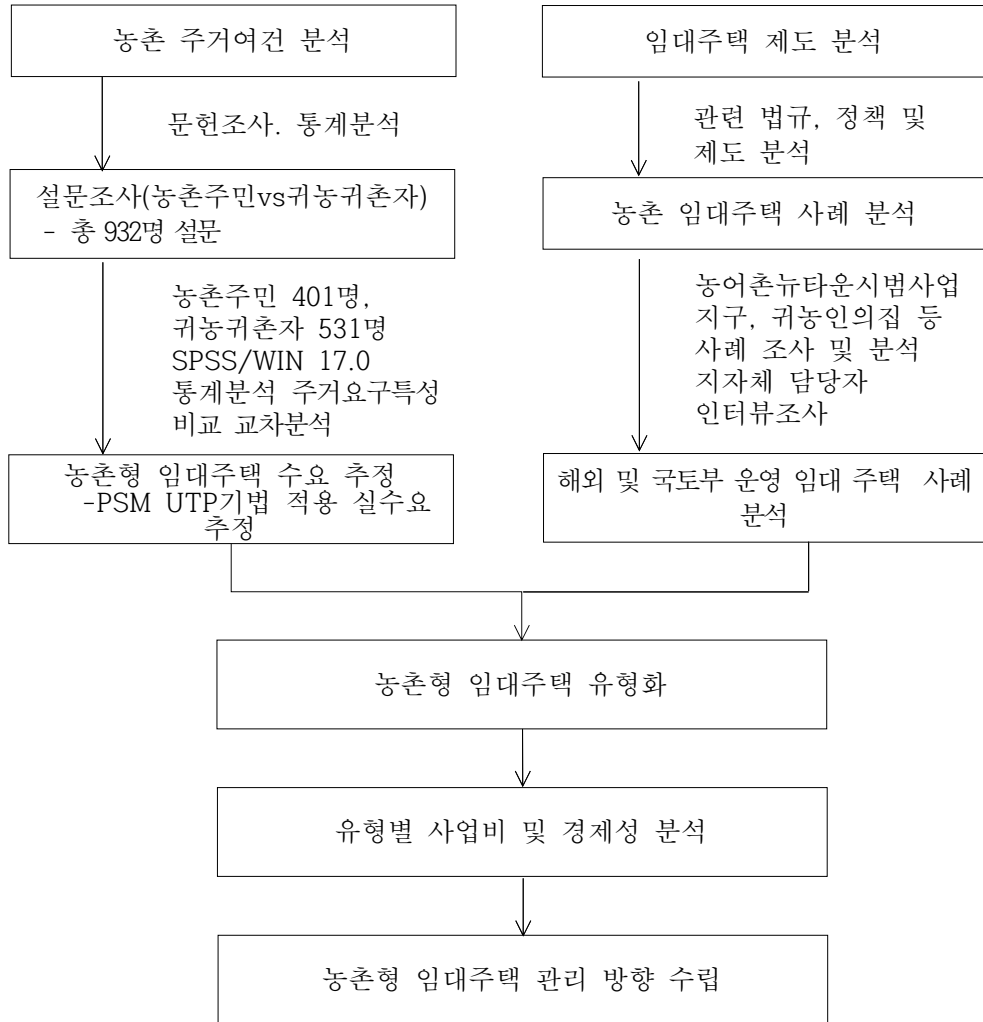 농촌 주거여건 분석
문헌조사. 통계분석
설문조사(농촌주민vs귀농귀촌자)
- 총 932명 설문
농촌주민 401명,
귀농귀촌자 531명
SPSS/WIN 17.0
통계분석 주거요구특성
비교 교차분석
농촌형 임대주택 수요 추정
-PSM UTP기법 적용 실수요
추정
임대주택 제도 분석
관련 법규, 정책 및
제도 분석
농촌 임대주택 사례 분석
농어촌뉴타운시범사업
지구, 귀농인의집 등
사례 조사 및 분석
지자체 담당자
인터뷰조사
해외 및 국토부 운영 임대 주택 사례
분석
농촌형 임대주택 유형화
유형별 사업비 및 경제성 분석
농촌형 임대주택 관리 방향 수립